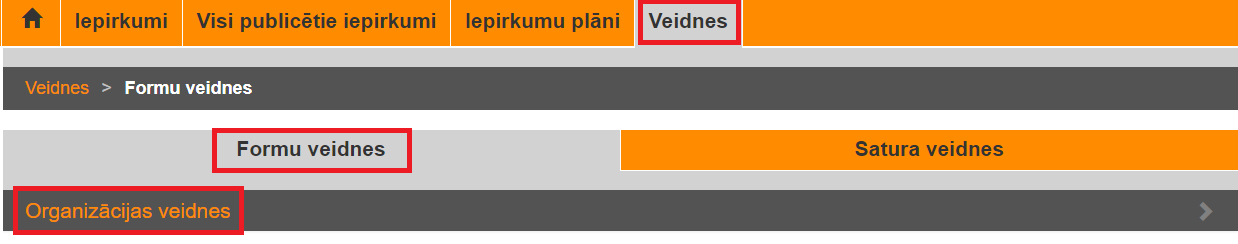 Iepirkumi Visi publicētie iepirkumi Iepirkumu plāni Veidnes
Veidnes > Formu veidnes
Formu veidnes Satura veidnes
Organizācijas veidnes